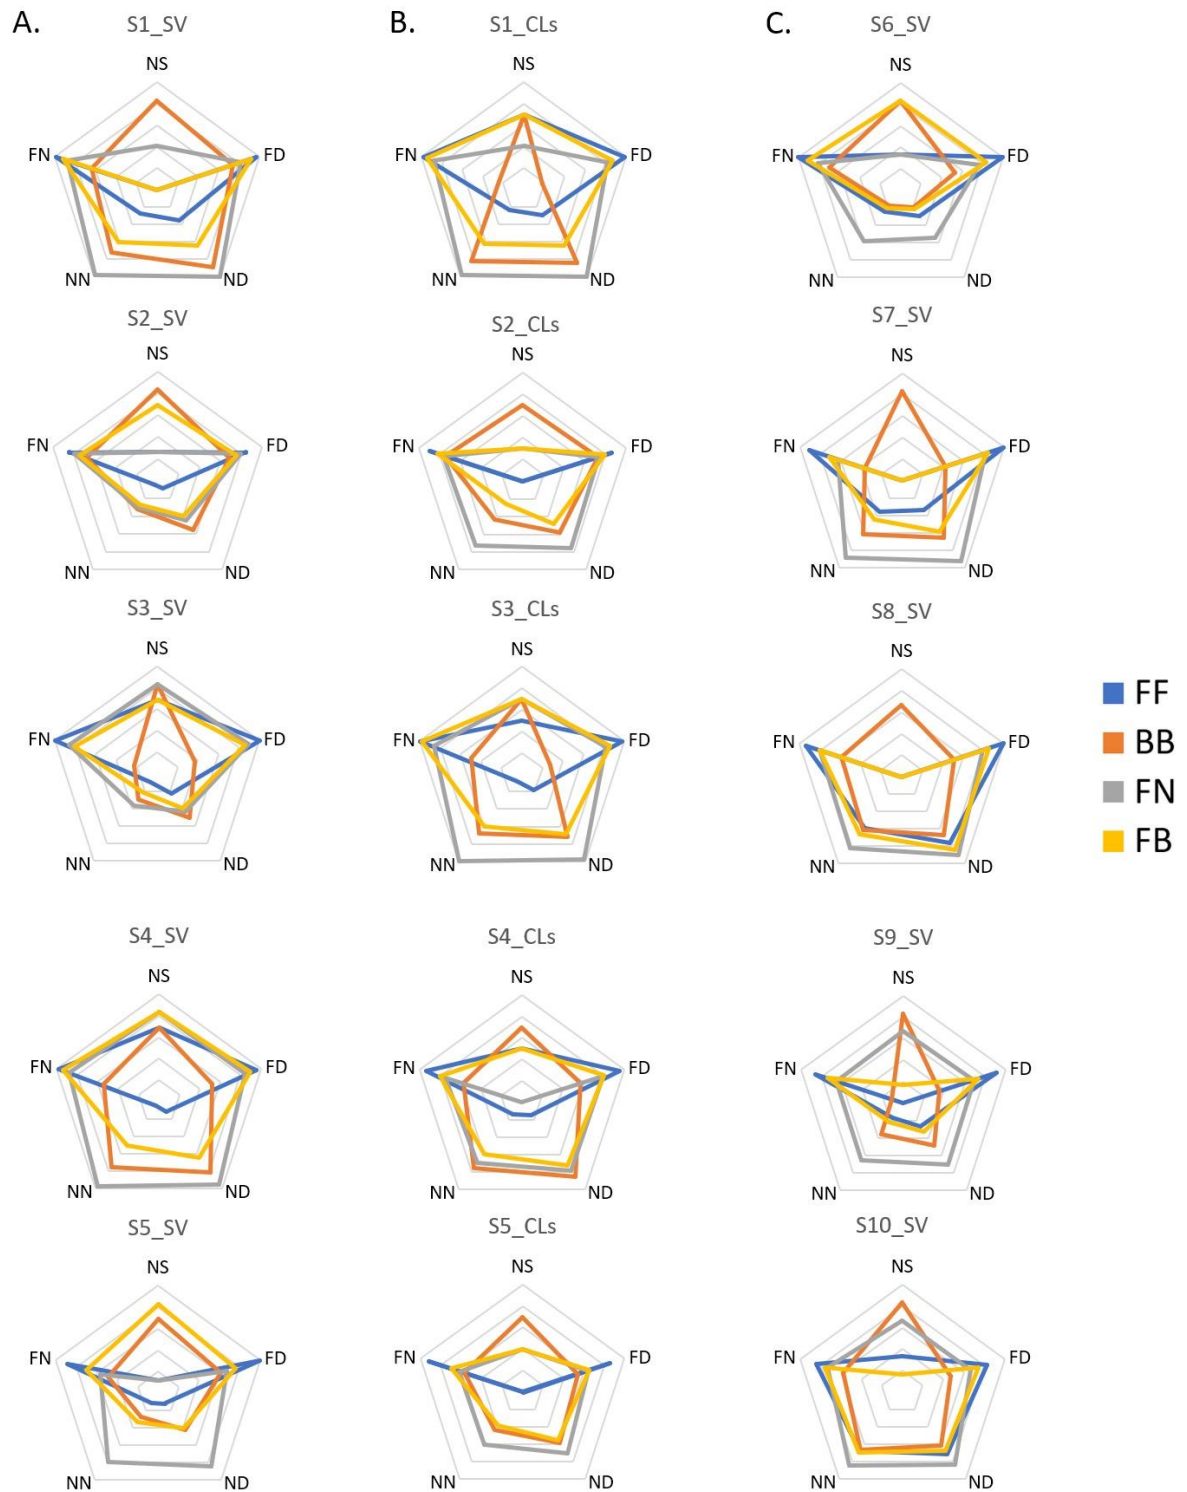 A. B. C.
S1_SV S1_CLs S6_SV
NS NS NS
FN FD FN FD FN FD
NN ND NN ND NN ND
S2_SV S2_CLs S7_SV
NS NS NS
FN FD FN FD FN FD
NN ND NN ND NN ND
S3_SV S3_CLs S8_SV
NS NS NS
FN FD FN FD FN FD
NN ND NN ND NN ND
S4_SV S4_CLs S9_SV
NS NS NS
FN FD FN FD FN FD
NN ND NN ND NN ND
S5_SV S5_CLs S10_SV
NS NS NS
FN FD FN FD FN FD
NN ND NN ND NN ND
FF
BB
FN
FB